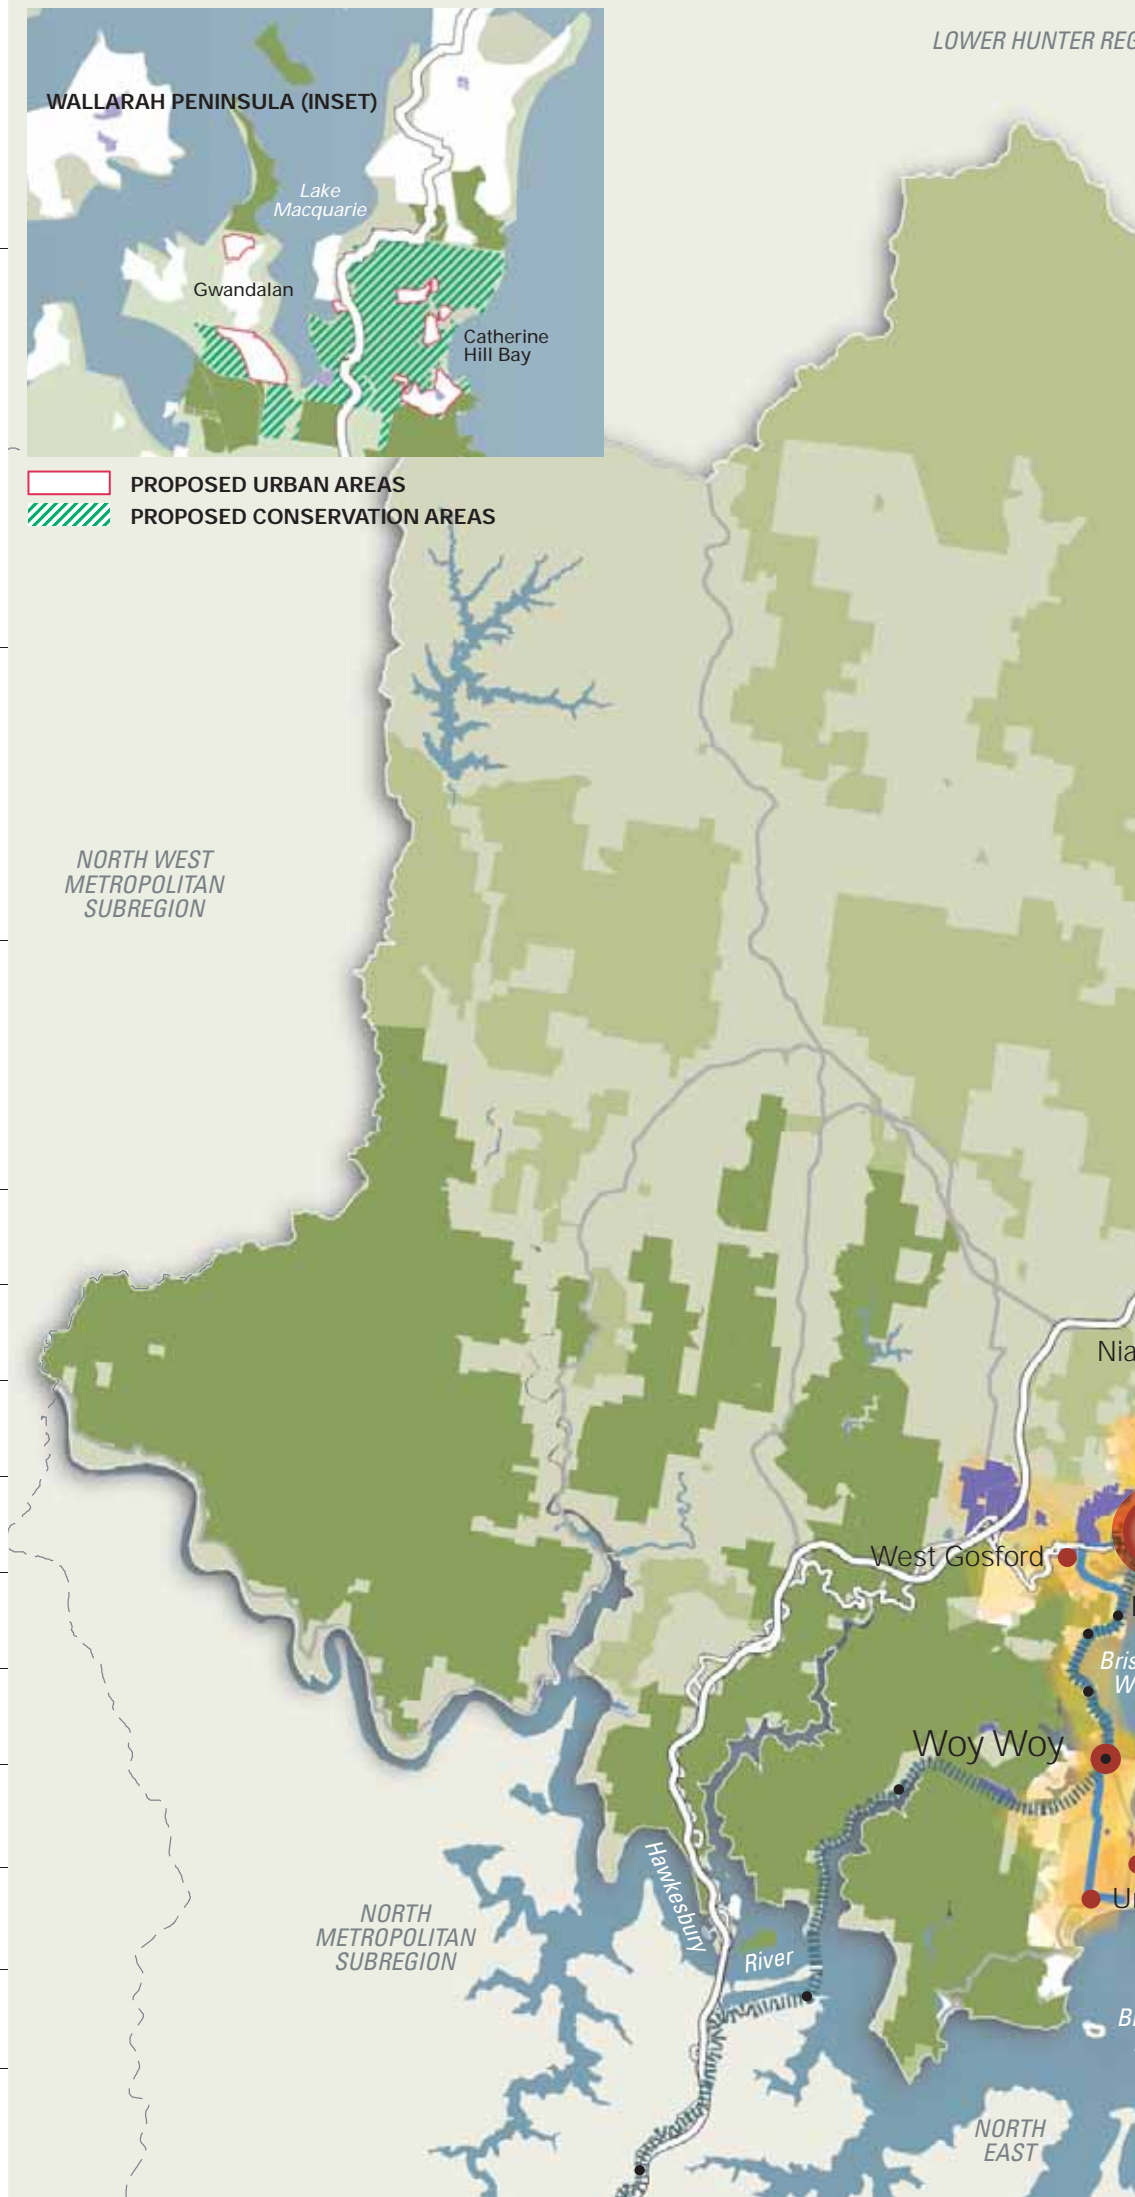 LOWER HUNTER REG
WALLARAH PENINSULA (INSET)
Lake
Macquarie
Gwandalan
Catherine
Hill Bay
PROPOSED URBAN AREAS
PROPOSED CONSERVATION AREAS
NORTH WEST
METROPOLITAN
SUBREGION
Nia
West Gosford
Bris
W
Woy Woy
Hawkesbury
River
NORTH
METROPOLITAN
SUBREGION
NORTH
EAST